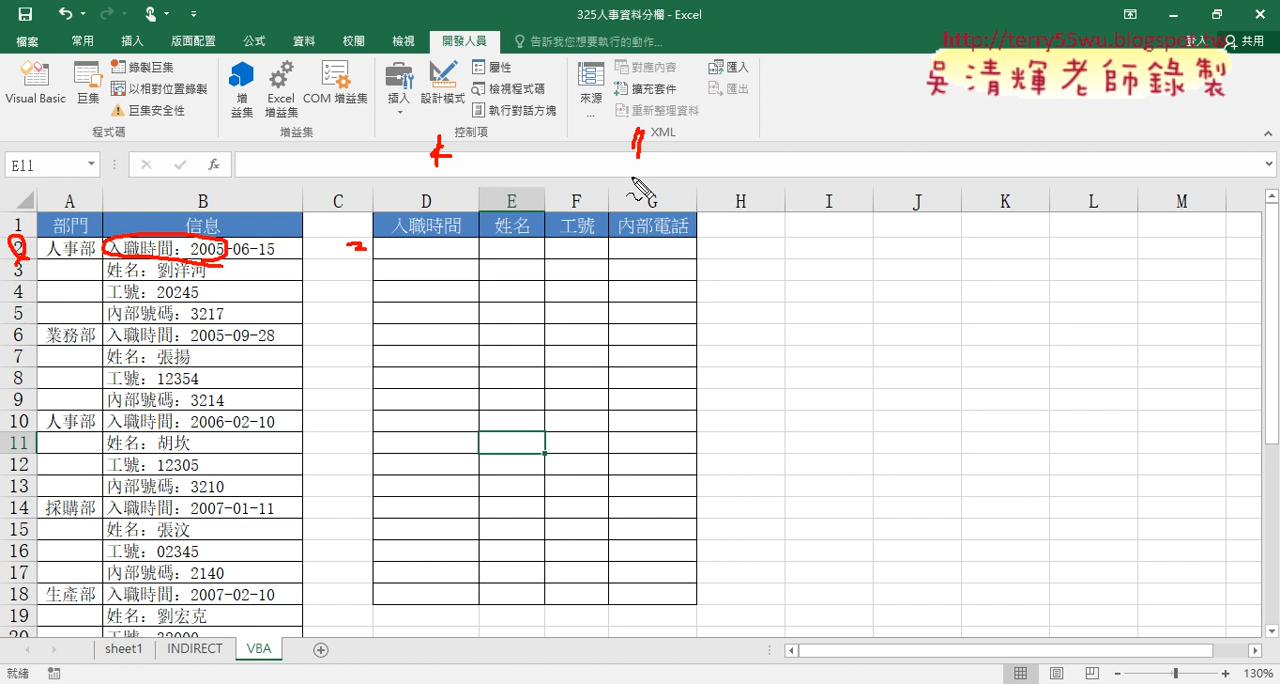 325人事資料分欄 - Excel
檔案 常用 插入 版面配置 公式 資料 校閱 檢視 開發人員 告訴我您想要執行的動作... 登入 共用
http://terry55wu.blogspot.tw
吳清輝老師錄製
Visual Basic 巨集 錄製巨集 以相對位置錄製 巨集安全性
增益集 Excel 增益集 COM 增益集
插入 設計模式 屬性 檢視程式碼 執行對話方塊
來源... 對應內容 擴充套件 重新整理資料 匯入 匯出
程式碼 增益集 控制項 XML
E11 fx
A B C D E F G H I J K L M
1 部門 信息 入職時間 姓名 工號 內部電話
2 人事部 入職時間：2005-06-15
3 姓名：劉洋河
4 工號：20245
5 內部號碼：3217
6 業務部 入職時間：2005-09-28
7 姓名：張揚
8 工號：12354
9 內部號碼：3214
10 人事部 入職時間：2006-02-10
11 姓名：胡坎
12 工號：12305
13 內部號碼：3210
14 採購部 入職時間：2007-01-11
15 姓名：張汶
16 工號：02345
17 內部號碼：2140
18 生產部 入職時間：2007-02-10
19 姓名：劉宏克
20 工號：32000
sheet1 INDIRECT VBA
就緒 130%